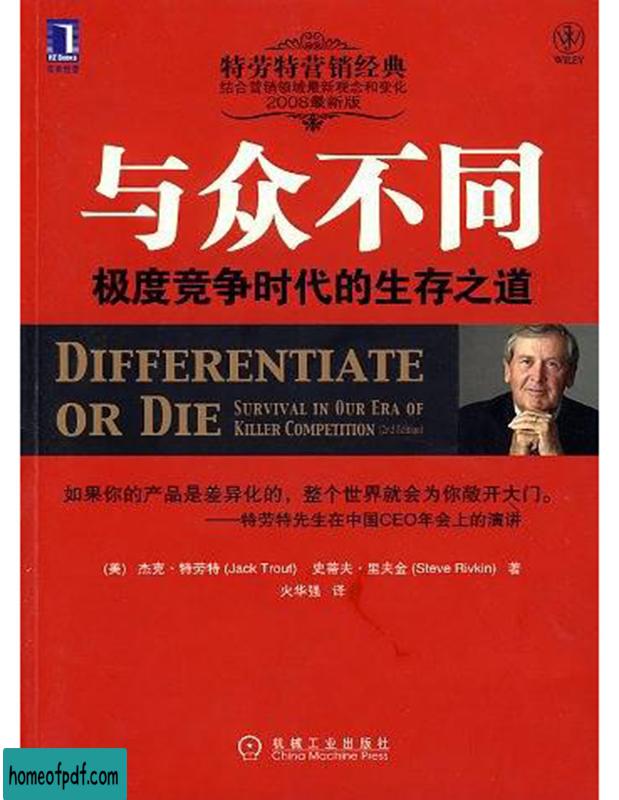 HZ Books
华章经管
WILEY
特劳特营销经典
结合营销领域最新观念和变化
2008最新版
与众不同
极度竞争时代的生存之道
DIFFERENTIATE
OR DIE
SURVIVAL IN OUR ERA OF
KILLER COMPETITION (2nd Edition)
如果你的产品是差异化的，整个世界就会为你敞开大门。
——特劳特先生在中国CEO年会上的演讲
(美) 杰克·特劳特 (Jack Trout) 史蒂夫·里夫金 (Steve Rivkin) 著
火华强 译
机械工业出版社
China Machine Press
homeofpdf.com